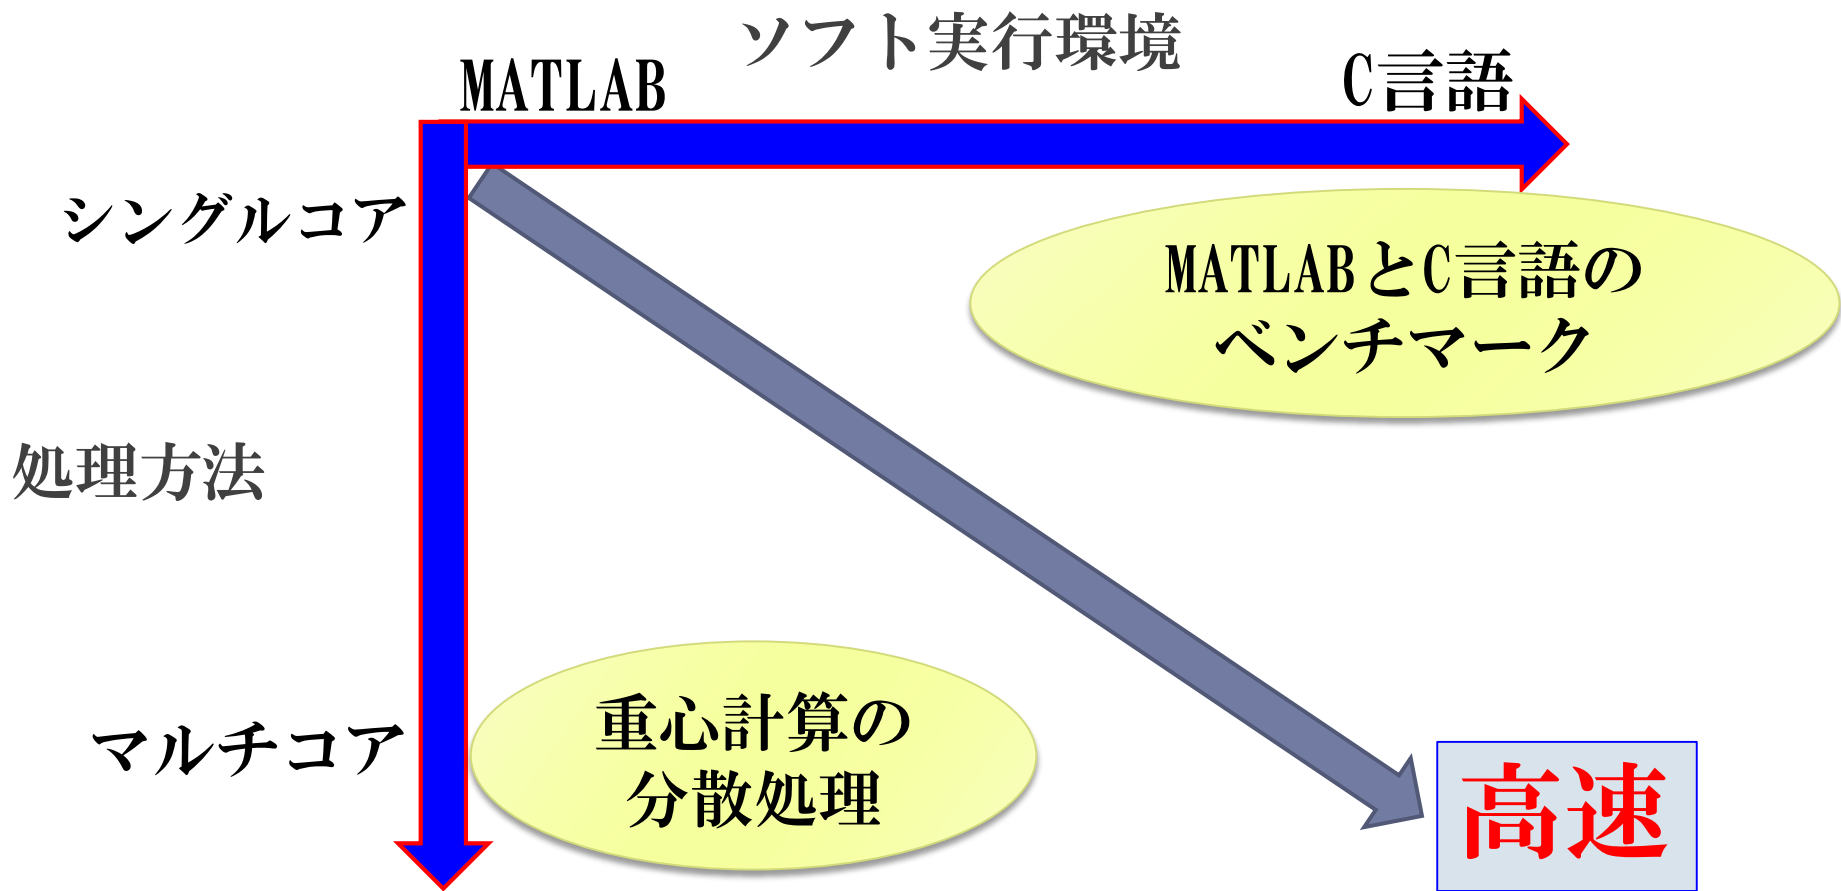 ソフト実行環境
MATLAB
C言語
シングルコア
MATLABとC言語の
ベンチマーク
処理方法
マルチコア
重心計算の
分散処理
高速